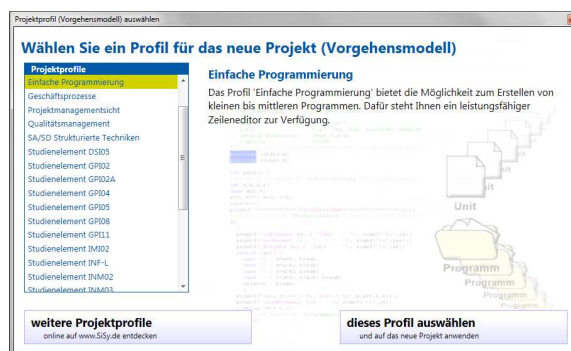 Projektprofil (Vorgehensmodell) auswählen
Wählen Sie ein Profil für das neue Projekt (Vorgehensmodell)
Projektprofile
Einfache Programmierung
Geschäftsprozesse
Projektmanagementsicht
Qualitätsmanagement
SA/SD Strukturierte Techniken
Studienelement DSI05
Studienelement GPI02
Studienelement GPI02A
Studienelement GPI04
Studienelement GPI05
Studienelement GPI08
Studienelement GPI11
Studienelement IMI02
Studienelement INF-L
Studienelement INM02
Studienelement INM03
Einfache Programmierung
Das Profil 'Einfache Programmierung' bietet die Möglichkeit zum Erstellen von
kleinen bis mittleren Programmen. Dafür steht Ihnen ein leistungsfähiger
Zeileneditor zur Verfügung.
Unit
Programm
Programm
Programm
weitere Projektprofile
online auf www.SiSy.de entdecken
dieses Profil auswählen
und auf das neue Projekt anwenden